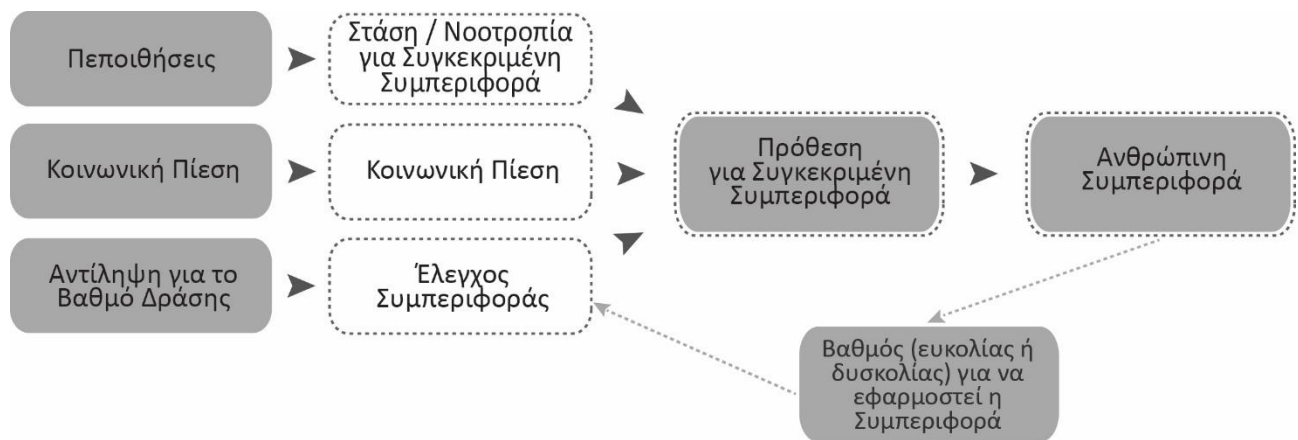 Πεποιθήσεις
Στάση / Νοοτροπία
για Συγκεκριμένη
Συμπεριφορά
Κοινωνική Πίεση
Κοινωνική Πίεση
Πρόθεση
για Συγκεκριμένη
Συμπεριφορά
Ανθρώπινη
Συμπεριφορά
Αντίληψη για το
Βαθμό Δράσης
Έλεγχος
Συμπεριφοράς
Βαθμός (ευκολίας ή
δυσκολίας) για να
εφαρμοστεί η
Συμπεριφορά